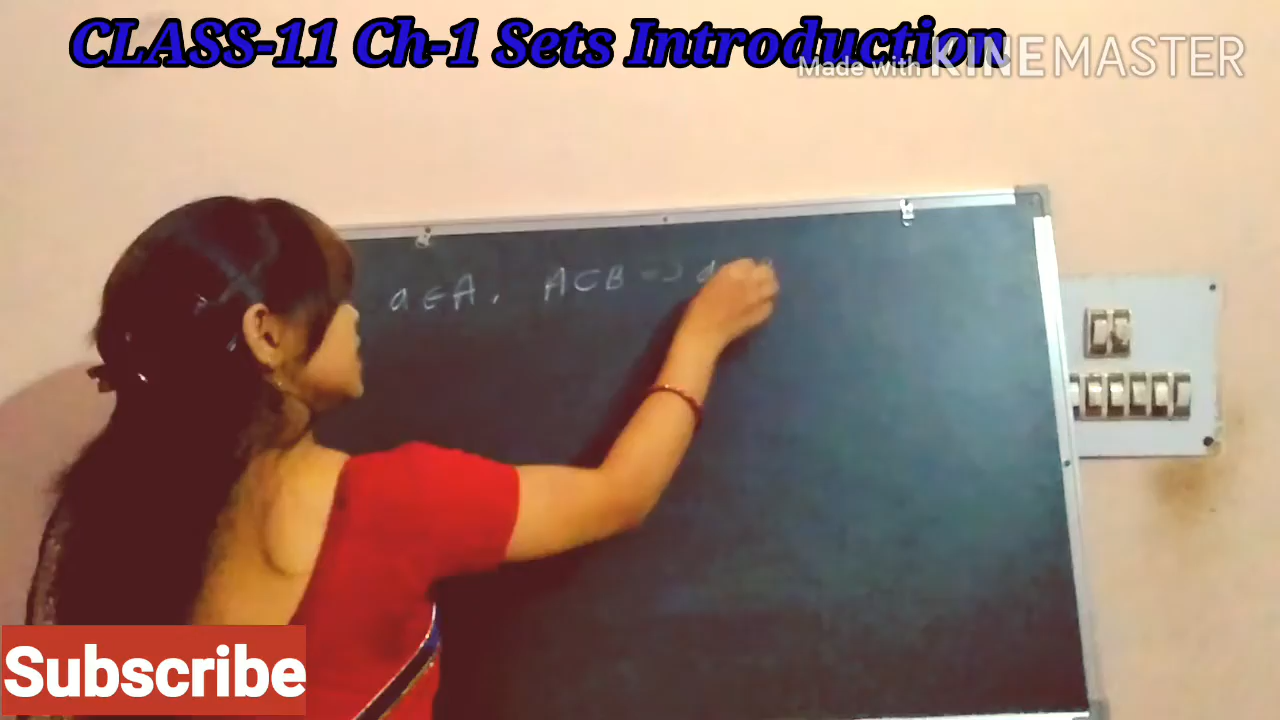 CLASS-11 Ch-1 Sets Introduction
Made with KINEMASTER
a ∈ A, A ⊂ B => a
Subscribe